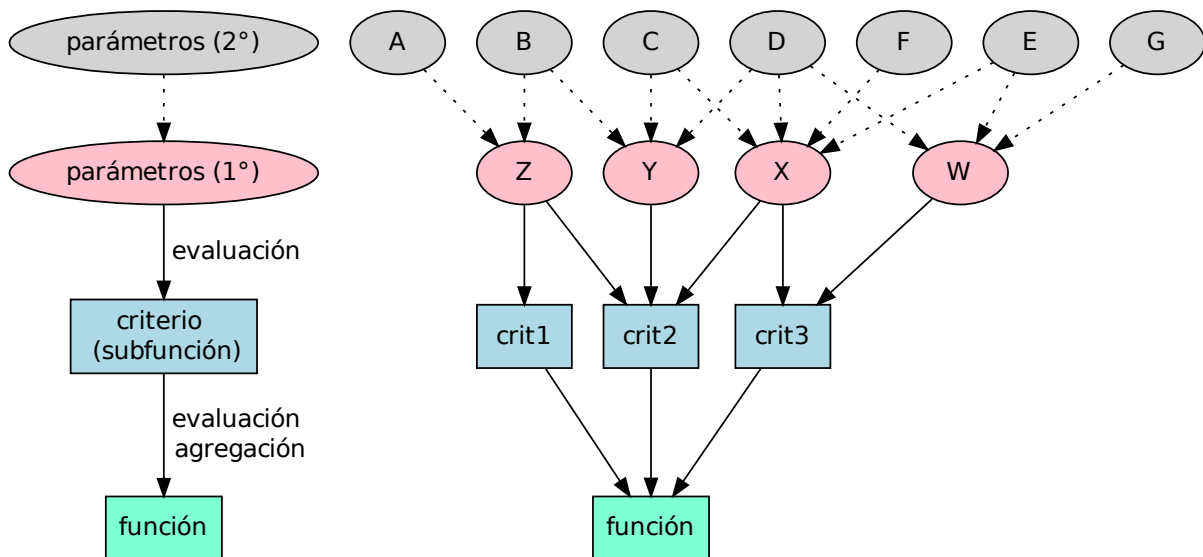 parámetros (2°)
A
B
C
D
F
E
G
parámetros (1°)
Z
Y
X
W
evaluación
criterio
(subfunción)
crit1
crit2
crit3
evaluación
agregación
función
función